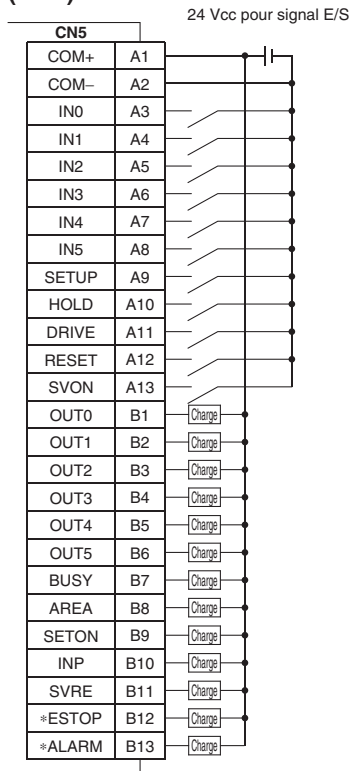 24 Vcc pour signal E/S
CN5
COM+ A1
COM– A2
IN0 A3
IN1 A4
IN2 A5
IN3 A6
IN4 A7
IN5 A8
SETUP A9
HOLD A10
DRIVE A11
RESET A12
SVON A13
OUT0 B1 Charge
OUT1 B2 Charge
OUT2 B3 Charge
OUT3 B4 Charge
OUT4 B5 Charge
OUT5 B6 Charge
BUSY B7 Charge
AREA B8 Charge
SETON B9 Charge
INP B10 Charge
SVRE B11 Charge
∗ESTOP B12 Charge
∗ALARM B13 Charge